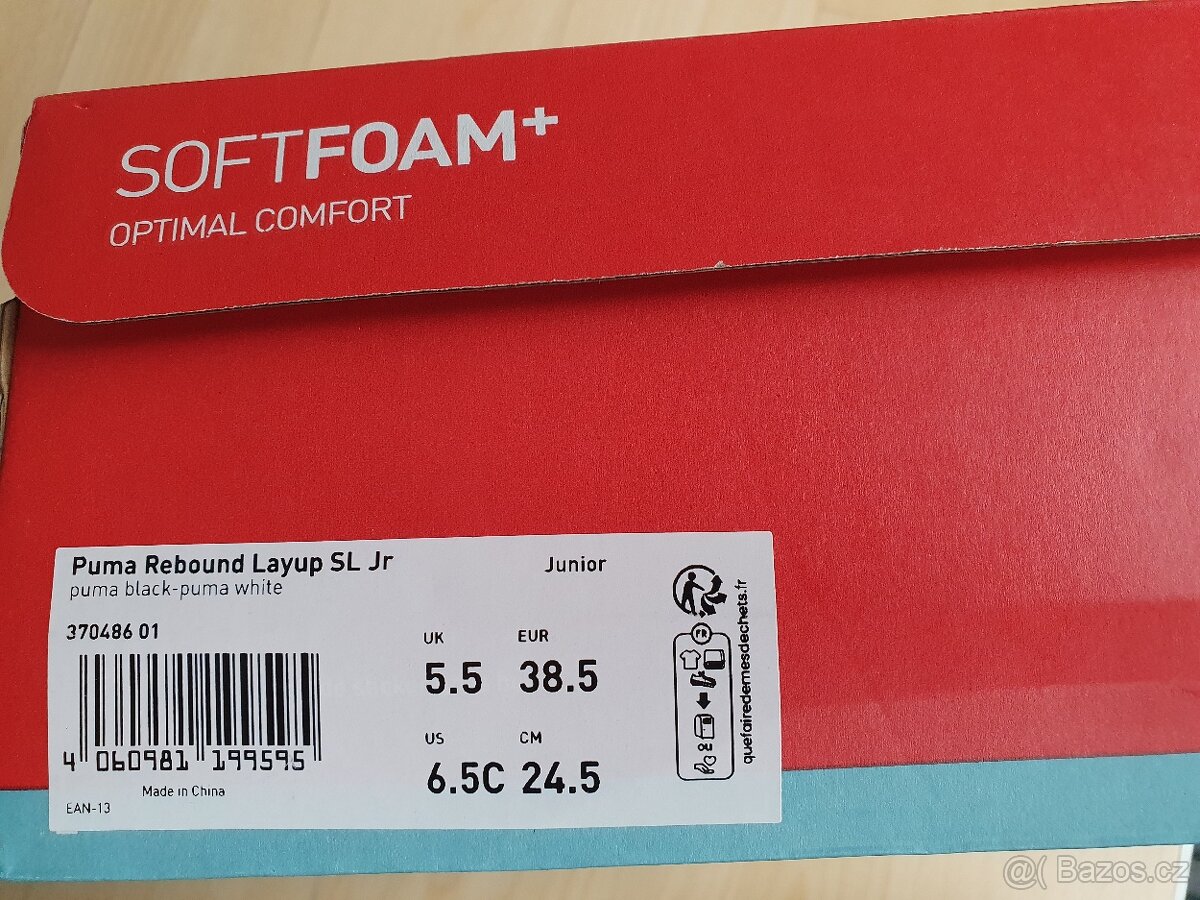 SOFTFOAM+
OPTIMAL COMFORT
Puma Rebound Layup SL Jr
Junior
puma black-puma white
370486 01
UK
EUR
5.5
38.5
US
CM
6.5C
24.5
4 060981 199595
Made in China
EAN-13
FR
&
quefairedemesdechets.fr
@( Bazos.cz